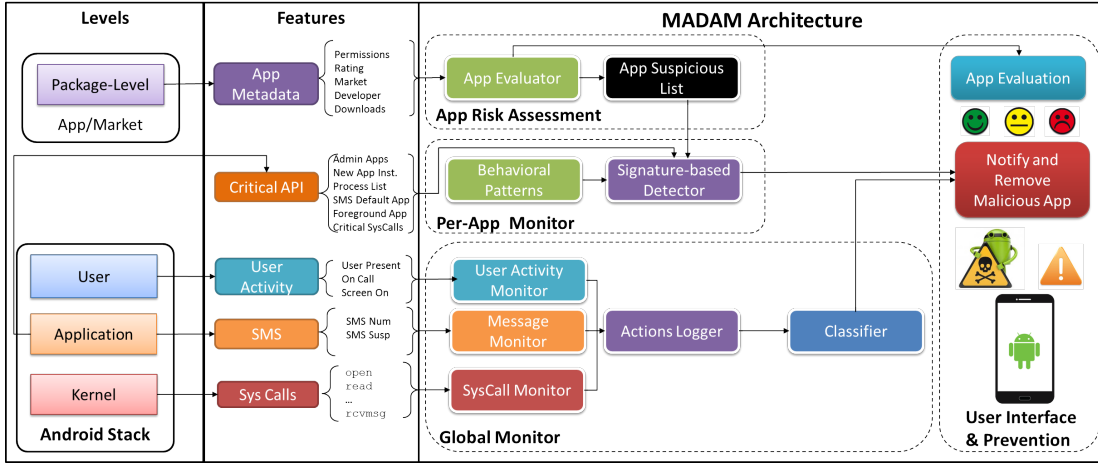 Levels
Features
MADAM Architecture
Package-Level
App/Market
App
Metadata
Permissions
Rating
Market
Developer
Downloads
App Evaluator
App Suspicious
List
App Risk Assessment
App Evaluation
Critical API
Admin Apps
New App Inst.
Process List
SMS Default App
Foreground App
Critical SysCalls
Behavioral
Patterns
Signature-based
Detector
Per-App Monitor
Notify and
Remove
Malicious App
User
Application
Kernel
Android Stack
User
Activity
User Present
On Call
Screen On
User Activity
Monitor
SMS
SMS Num
SMS Susp
Message
Monitor
Actions Logger
Classifier
Sys Calls
open
read
…
rcvmsg
SysCall Monitor
Global Monitor
User Interface
& Prevention